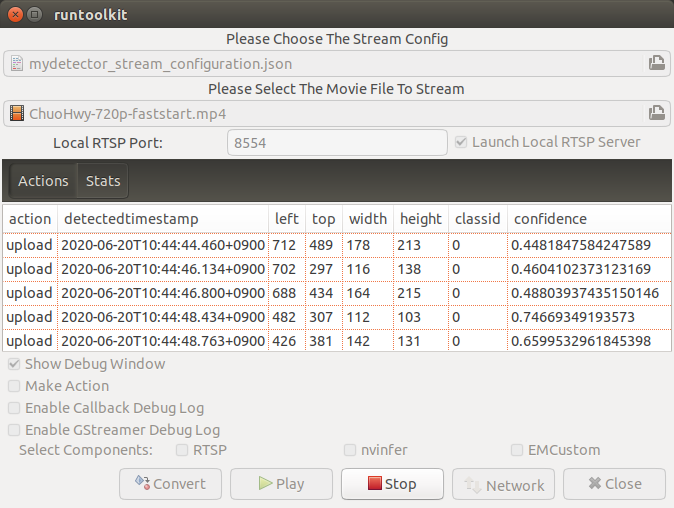 runtoolkit
Please Choose The Stream Config
mydetector_stream_configuration.json
Please Select The Movie File To Stream
ChuoHwy-720p-faststart.mp4
Local RTSP Port: 8554 Launch Local RTSP Server
Actions Stats
action detectedtimestamp left top width height classid confidence
upload 2020-06-20T10:44:44.460+0900 712 489 178 213 0 0.4481847584247589
upload 2020-06-20T10:44:46.134+0900 702 297 116 138 0 0.4604102373123169
upload 2020-06-20T10:44:46.800+0900 688 434 164 215 0 0.48803937435150146
upload 2020-06-20T10:44:48.434+0900 482 307 112 103 0 0.74669349193573
upload 2020-06-20T10:44:48.763+0900 426 381 142 131 0 0.6599532961845398
Show Debug Window
Make Action
Enable Callback Debug Log
Enable GStreamer Debug Log
Select Components: RTSP nvinfer EMCustom
Convert Play Stop Network Close